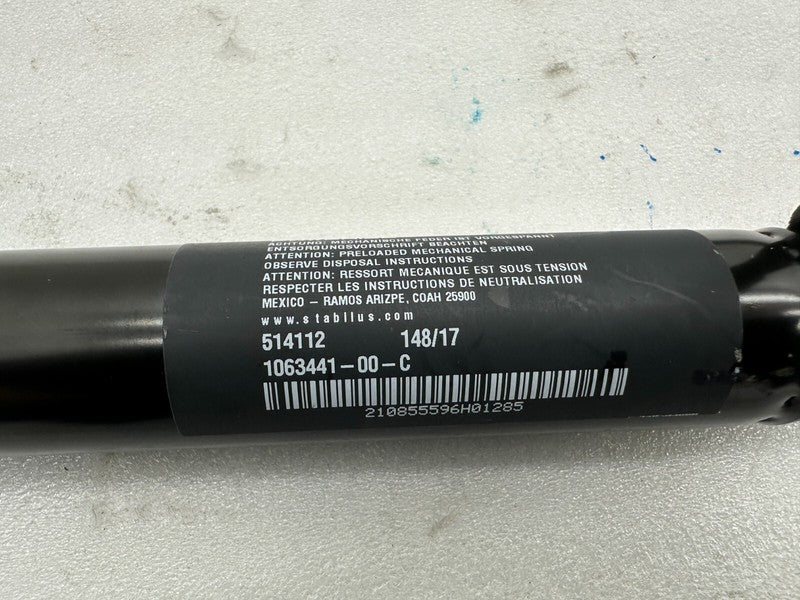 ACHTUNG: MECHANISCHE FEDER IST VORGESPANNT
ENTSORGUNGSVORSCHRIFT BEACHTEN
ATTENTION: PRELOADED MECHANICAL SPRING
OBSERVE DISPOSAL INSTRUCTIONS
ATTENTION: RESSORT MECANIQUE EST SOUS TENSION
RESPECTER LES INSTRUCTIONS DE NEUTRALISATION
MEXICO – RAMOS ARIZPE, COAH 25900
www.stabilus.com
514112 148/17
1063441-00-C
210855596H01285